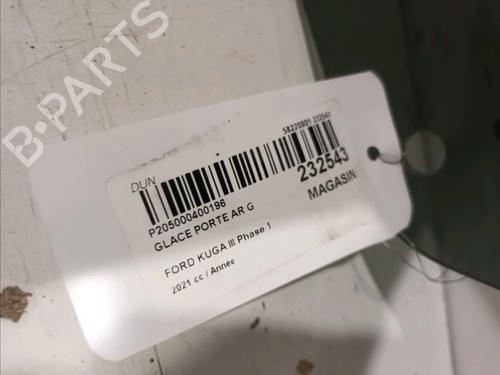 B-PARTS
DUN
P205000400196
GLACE PORTE AR G
FORD KUGA III Phase 1
2021 cc / Annee
58220801 232543
232543
MAGASIN